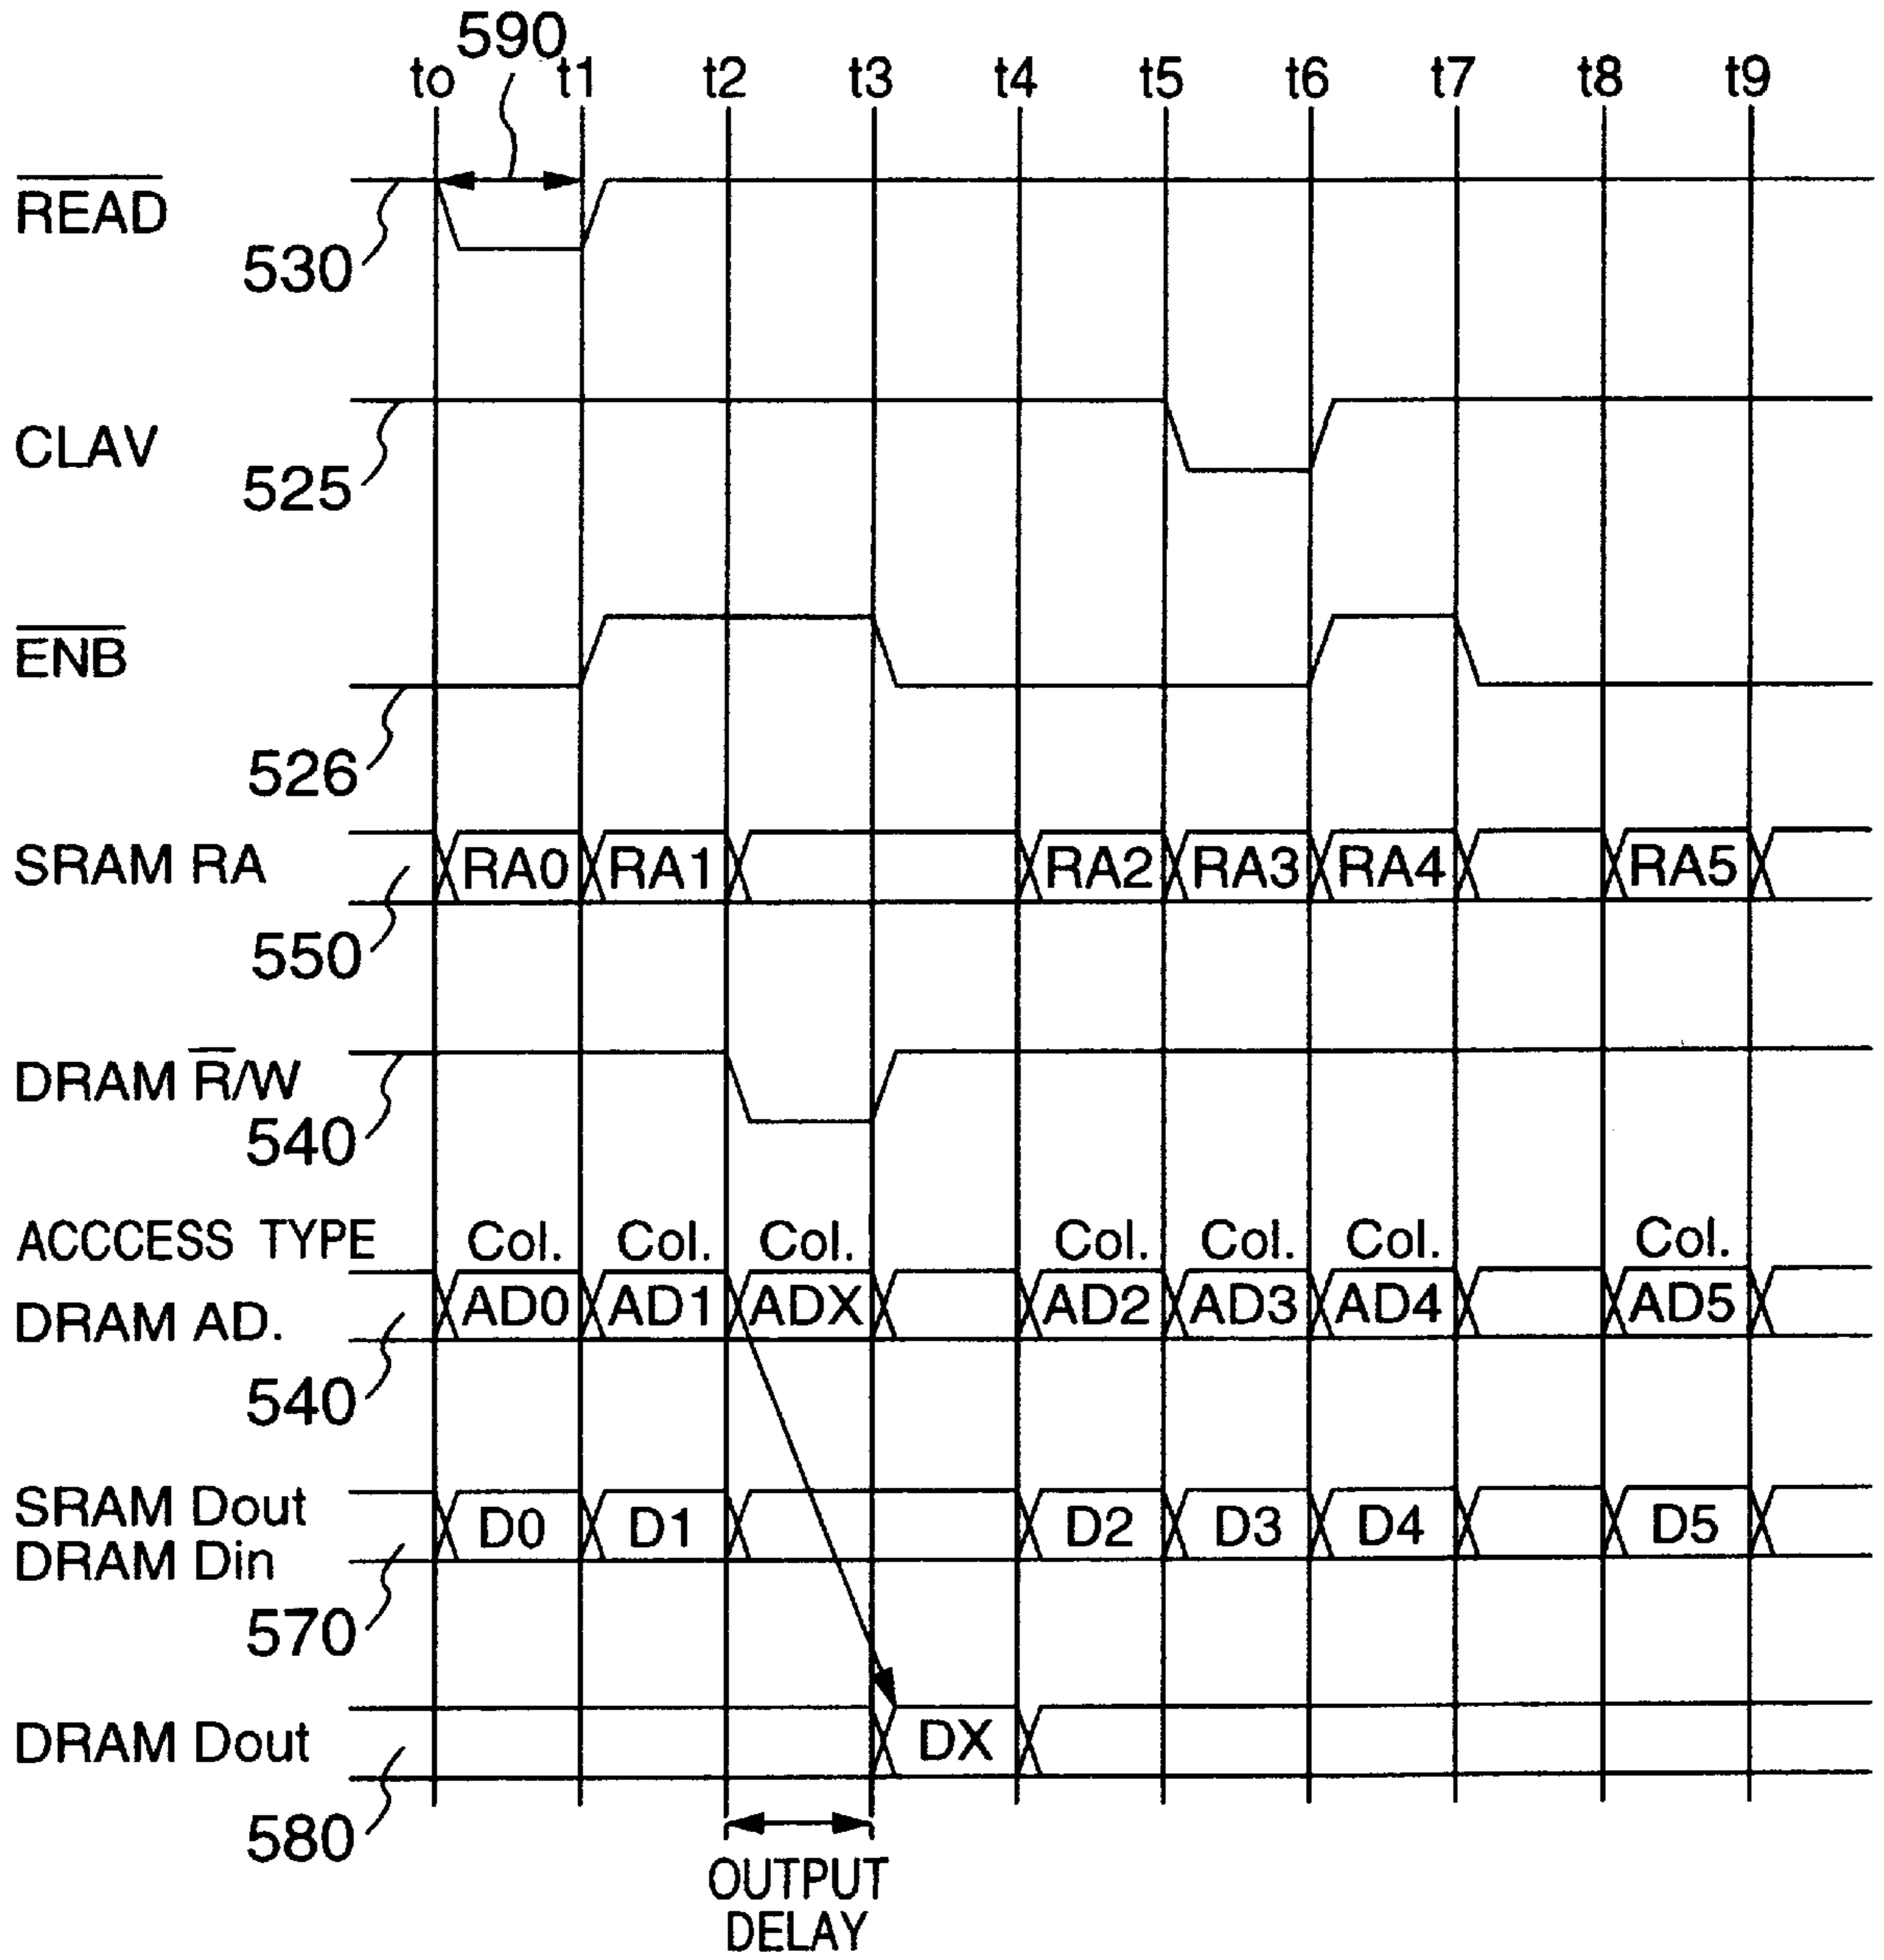 590
to t1 t2 t3 t4 t5 t6 t7 t8 t9
READ
530
CLAV
525
ENB
526
SRAM RA RA0 RA1 RA2 RA3 RA4 RA5
550
DRAM R/W
540
ACCCESS TYPE Col. Col. Col. Col. Col. Col. Col.
DRAM AD. AD0 AD1 ADX AD2 AD3 AD4 AD5
540
SRAM Dout
DRAM Din D0 D1 D2 D3 D4 D5
570
DRAM Dout DX
580
OUTPUT
DELAY